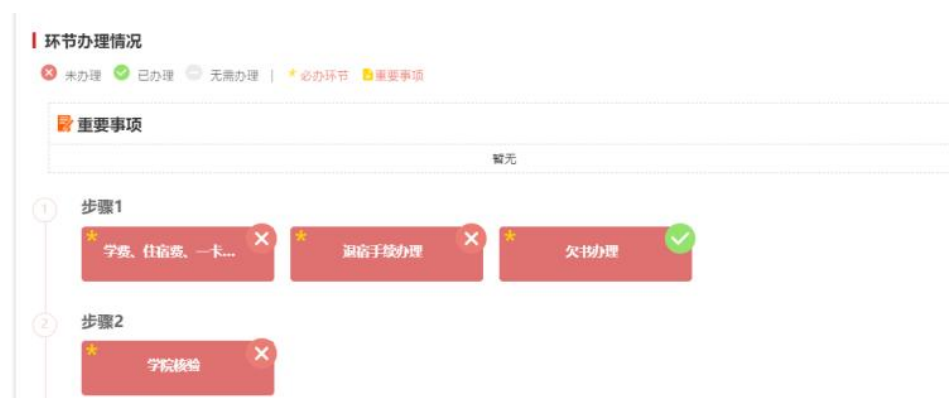 环节办理情况
未办理 已办理 无需办理 | *必办环节 重要事项
重要事项
暂无
1 步骤1
* 学费、住宿费、一卡... * 退宿手续办理 * 欠书办理
2 步骤2
* 学院核验